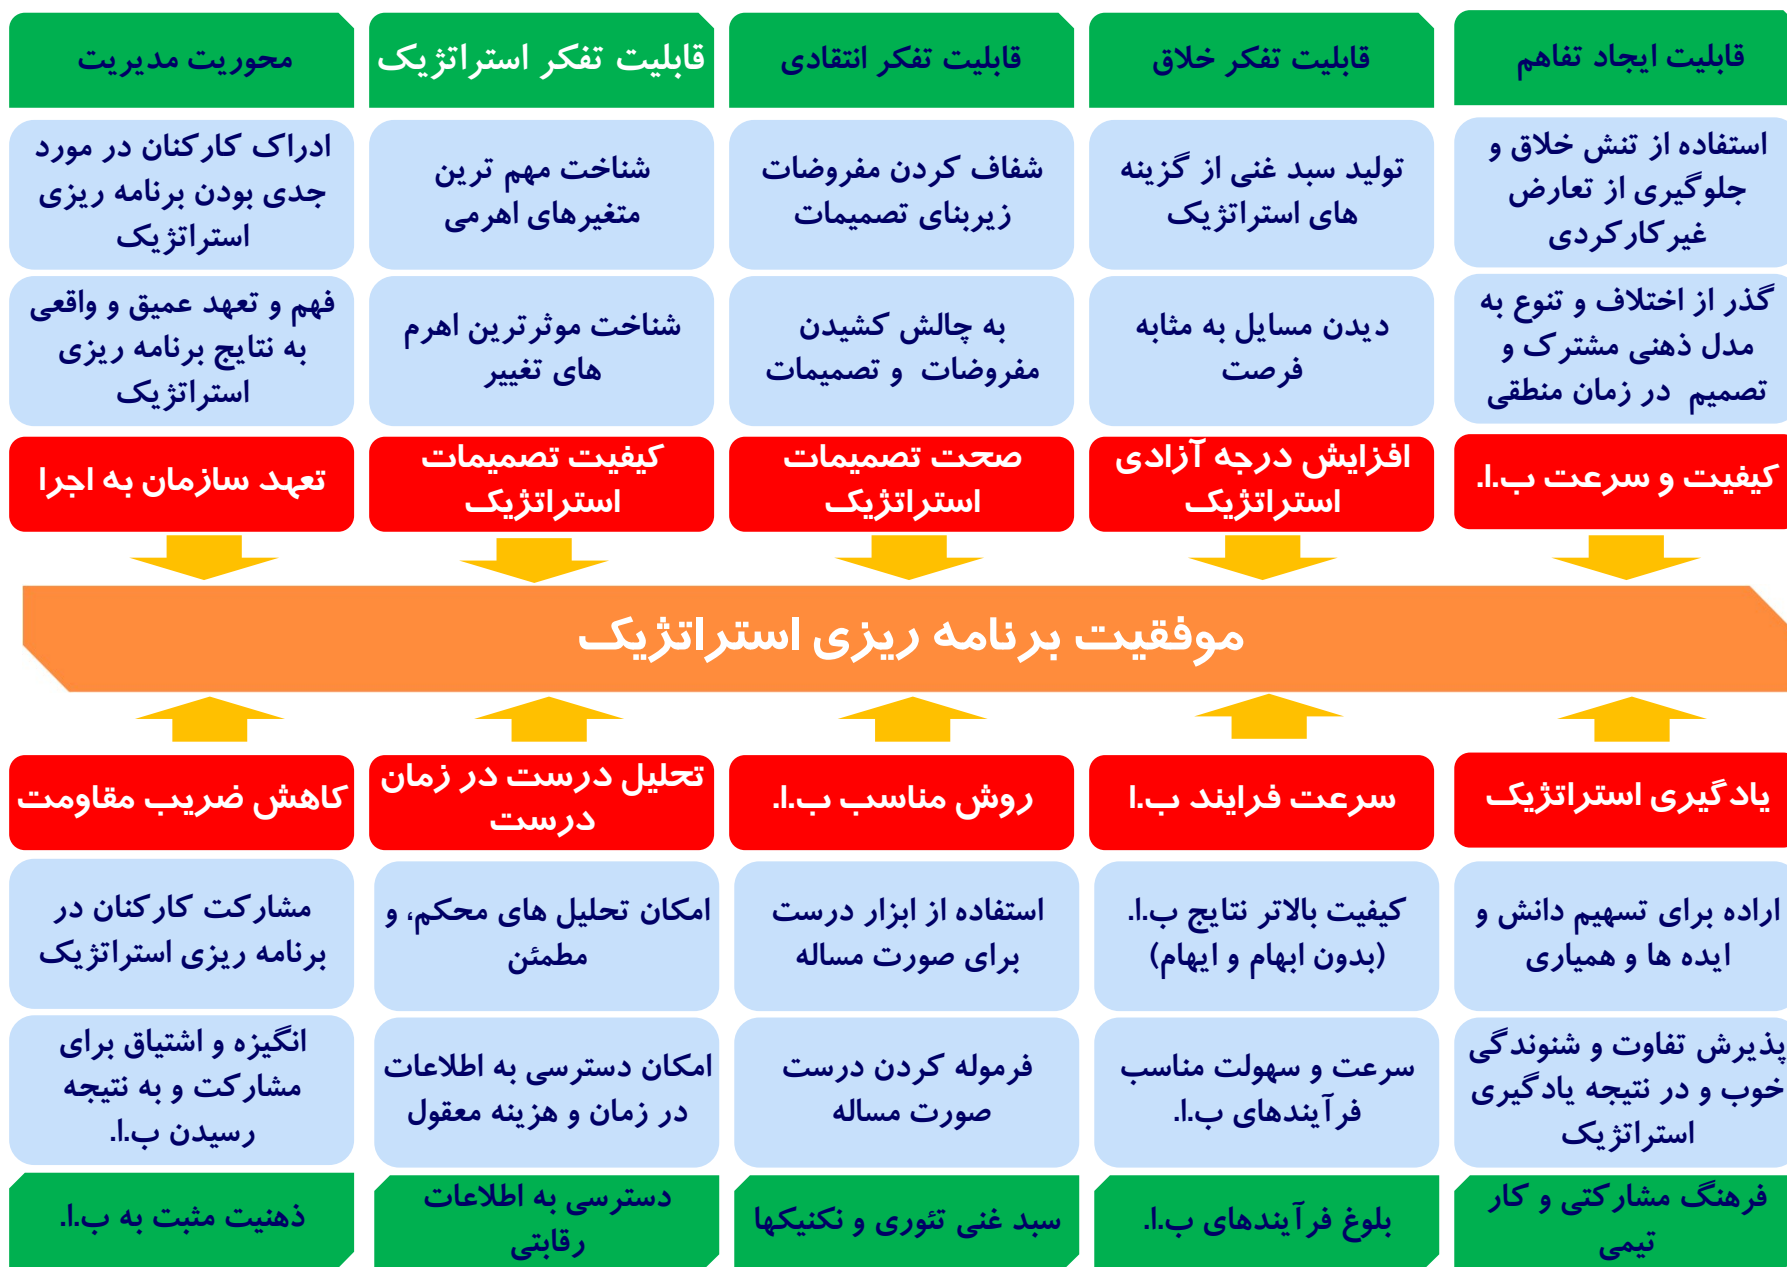 قابلیت ایجاد تفاهم
قابلیت تفکر خلاق
قابلیت تفکر انتقادی
قابلیت تفکر استراتژیک
محوریت مدیریت
استفاده از تنش خلاق و
جلوگیری از تعارض
غیرکارکردی
تولید سبد غنی از گزینه
های استراتژیک
شفاف کردن مفروضات
زیربنای تصمیمات
شناخت مهم ترین
متغیرهای اهرمی
ادراک کارکنان در مورد
جدی بودن برنامه ریزی
استراتژیک
گذر از اختلاف و تنوع به
مدل ذهنی مشترک و
تصمیم در زمان منطقی
دیدن مسایل به مثابه
فرصت
به چالش کشیدن
مفروضات و تصمیمات
شناخت موثرترین اهرم
های تغییر
فهم و تعهد عمیق و واقعی
به نتایج برنامه ریزی
استراتژیک
کیفیت و سرعت ب.ا.
افزایش درجه آزادی
استراتژیک
صحت تصمیمات
استراتژیک
کیفیت تصمیمات
استراتژیک
تعهد سازمان به اجرا
موفقیت برنامه ریزی استراتژیک
یادگیری استراتژیک
سرعت فرایند ب.ا
روش مناسب ب.ا.
تحلیل درست در زمان
درست
کاهش ضریب مقاومت
اراده برای تسهیم دانش و
ایده ها و همیاری
کیفیت بالاتر نتایج ب.ا.
(بدون ابهام و ایهام)
استفاده از ابزار درست
برای صورت مساله
امکان تحلیل های محکم، و
مطمئن
مشارکت کارکنان در
برنامه ریزی استراتژیک
پذیرش تفاوت و شنوندگی
خوب و در نتیجه یادگیری
استراتژیک
سرعت و سهولت مناسب
فرآیندهای ب.ا.
فرموله کردن درست
صورت مساله
امکان دسترسی به اطلاعات
در زمان و هزینه معقول
انگیزه و اشتیاق برای
مشارکت و به نتیجه
رسیدن ب.ا.
فرهنگ مشارکتی و کار
تیمی
بلوغ فرآیندهای ب.ا.
سبد غنی تئوری و نکنیکها
دسترسی به اطلاعات
رقابتی
ذهنیت مثبت به ب.ا.